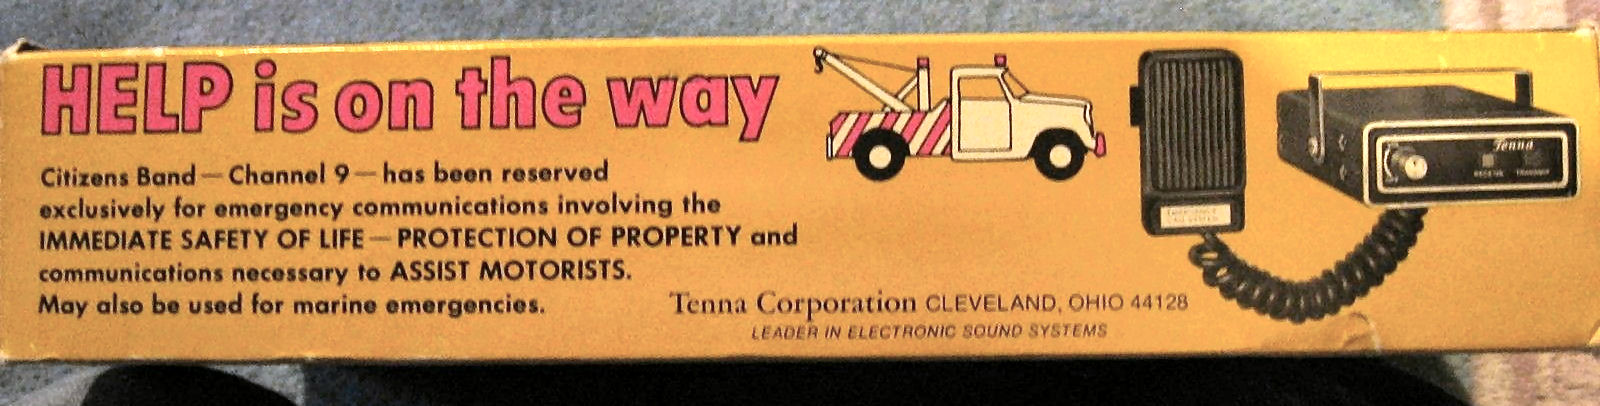 HELP is on the way
Citizens Band — Channel 9 — has been reserved
exclusively for emergency communications involving the
IMMEDIATE SAFETY OF LIFE — PROTECTION OF PROPERTY and
communications necessary to ASSIST MOTORISTS.
May also be used for marine emergencies.
Tenna Corporation CLEVELAND, OHIO 44128
LEADER IN ELECTRONIC SOUND SYSTEMS
Tenna